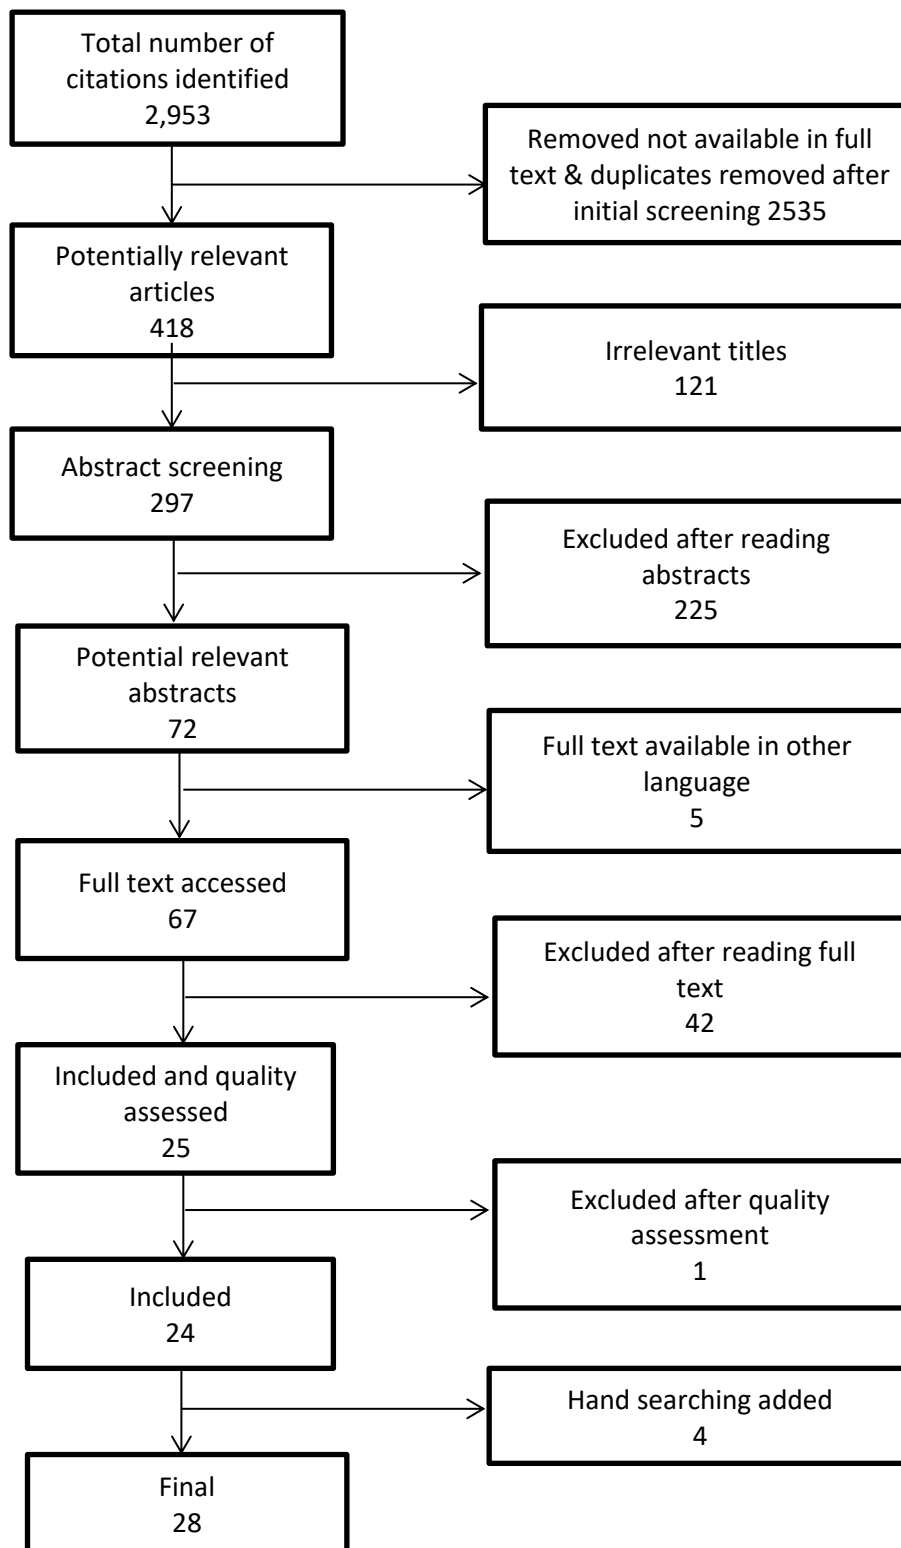 Total number of
citations identified
2,953
Removed not available in full
text & duplicates removed after
initial screening 2535
Potentially relevant
articles
418
Irrelevant titles
121
Abstract screening
297
Excluded after reading
abstracts
225
Potential relevant
abstracts
72
Full text available in other
language
5
Full text accessed
67
Excluded after reading full
text
42
Included and quality
assessed
25
Excluded after quality
assessment
1
Included
24
Hand searching added
4
Final
28